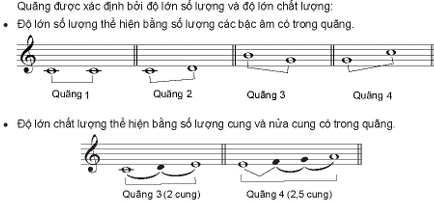 Quãng được xác định bởi độ lớn số lượng và độ lớn chất lượng:
• Độ lớn số lượng thể hiện bằng số lượng các bậc âm có trong quãng.
Quãng 1 Quãng 2 Quãng 3 Quãng 4
• Độ lớn chất lượng thể hiện bằng số lượng cung và nửa cung có trong quãng.
Quãng 3 (2 cung) Quãng 4 (2,5 cung)